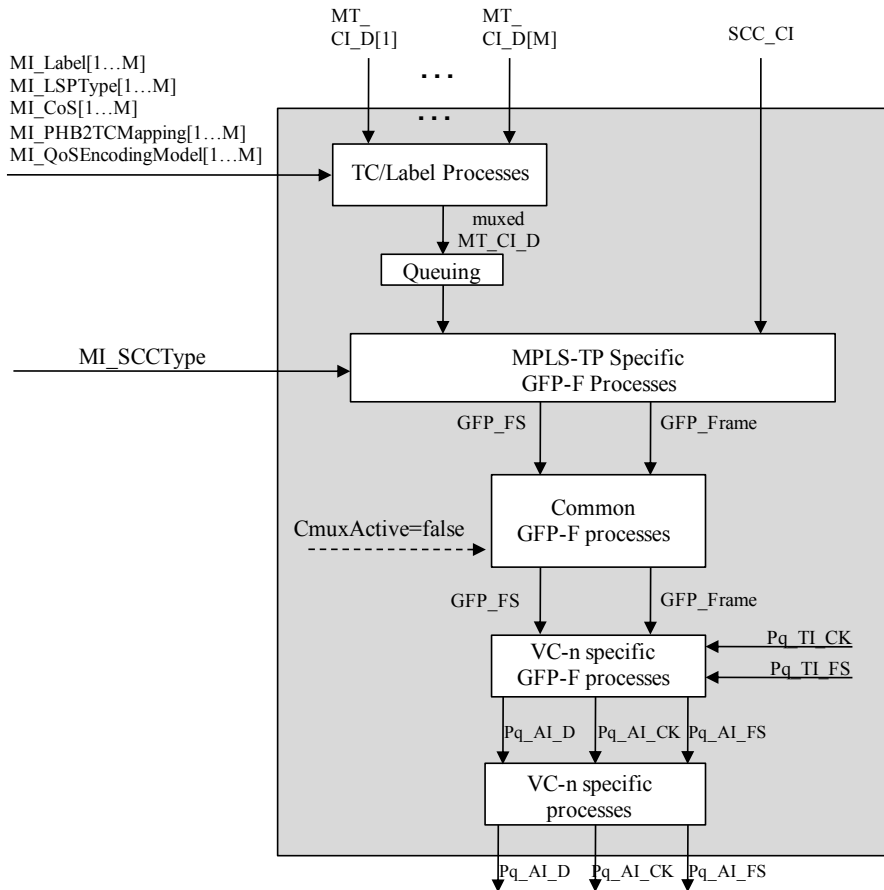 MT_
CI_D[1]
MT_
CI_D[M]
SCC_CI
MI_Label[1…M]
MI_LSPType[1…M]
MI_CoS[1…M]
MI_PHB2TCMapping[1…M]
MI_QoSEncodingModel[1…M]
...
...
TC/Label Processes
muxed
MT_CI_D
Queuing
MI_SCCType
MPLS-TP Specific
GFP-F Processes
GFP_FS
GFP_Frame
Common
GFP-F processes
CmuxActive=false
GFP_FS
GFP_Frame
VC-n specific
GFP-F processes
Pq_TI_CK
Pq_TI_FS
Pq_AI_D
Pq_AI_CK
Pq_AI_FS
VC-n specific
processes
Pq_AI_D
Pq_AI_CK
Pq_AI_FS